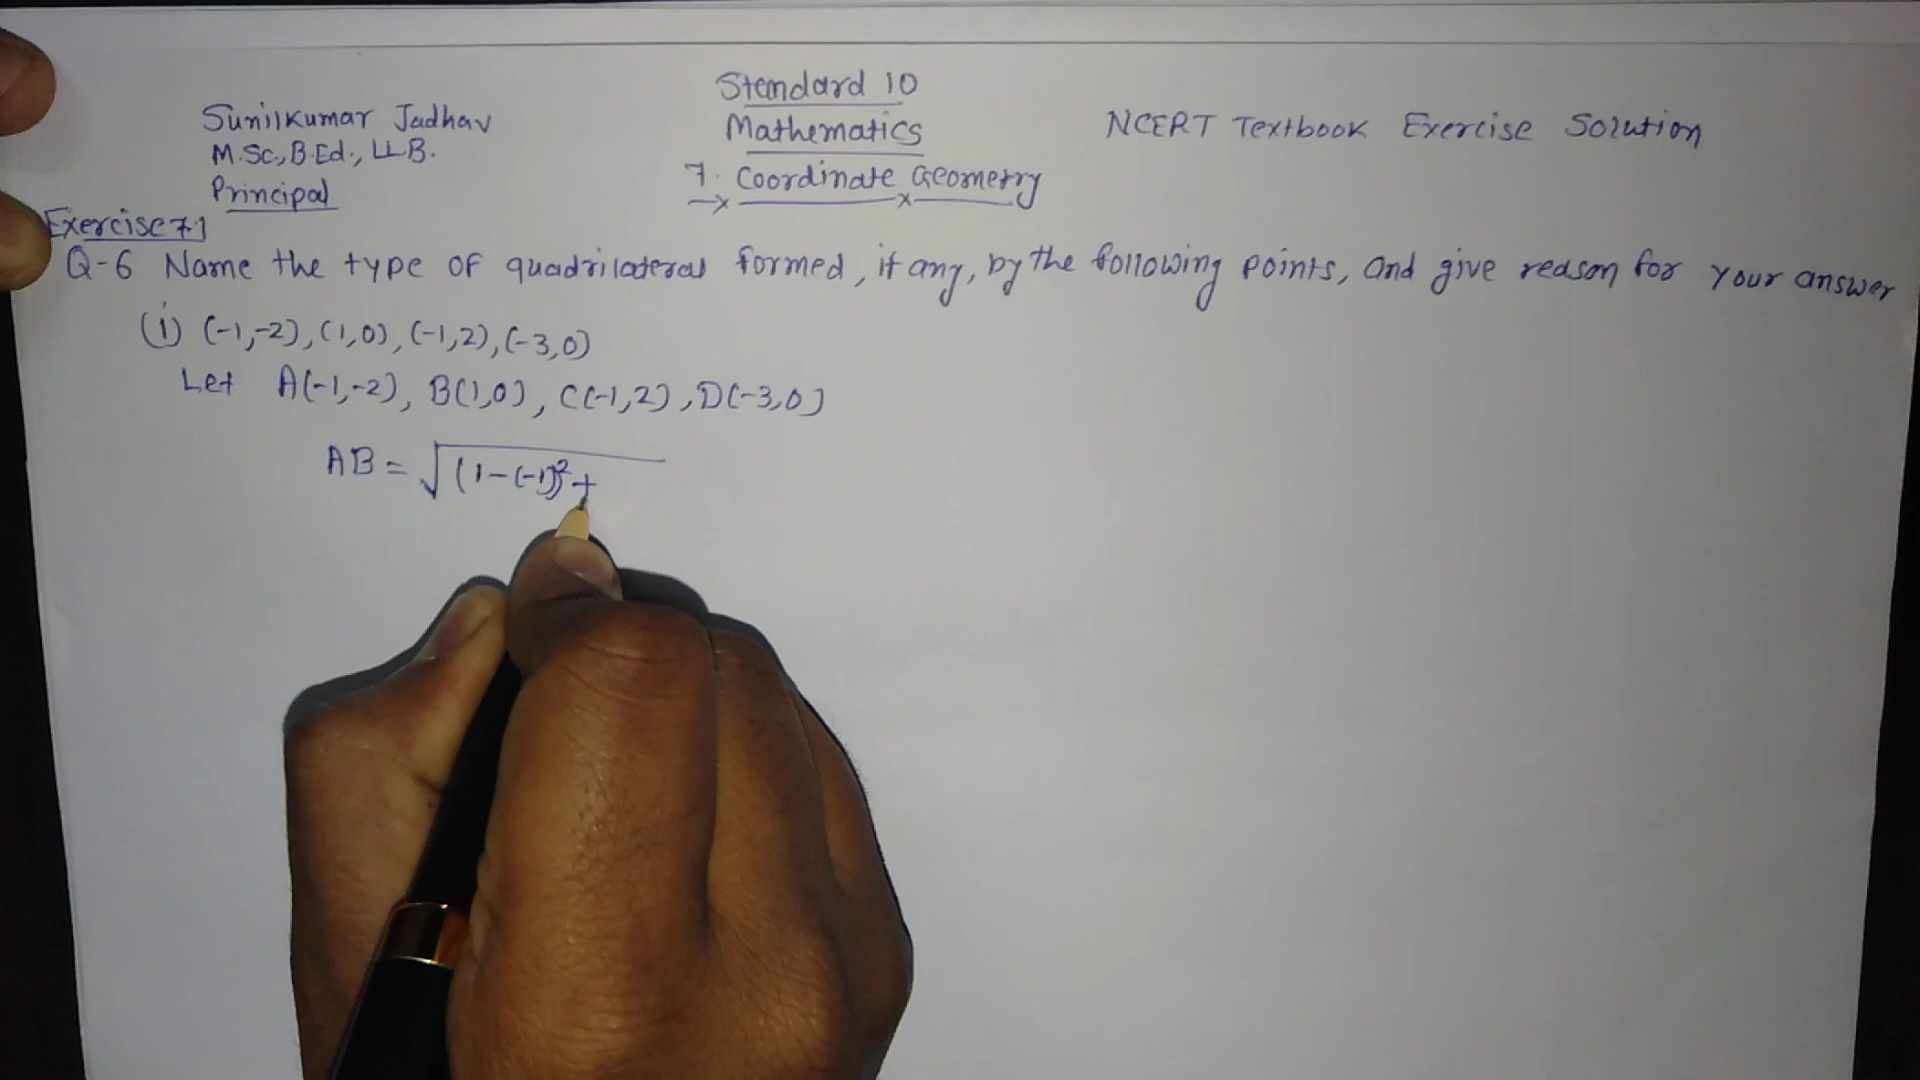 Standard 10
Sunilkumar Jadhav
Mathematics
NCERT Textbook Exercise Solution
M.Sc., B.Ed., LL.B.
7. Coordinate Geometry
Principal
Exercise 7.1
Q-6 Name the type of quadrilateral formed, if any, by the following points, and give reason for your answer
(i) (-1,-2), (1,0), (-1,2), (-3,0)
Let A(-1,-2), B(1,0), C(-1,2), D(-3,0)
AB = √(1-(-1))² +